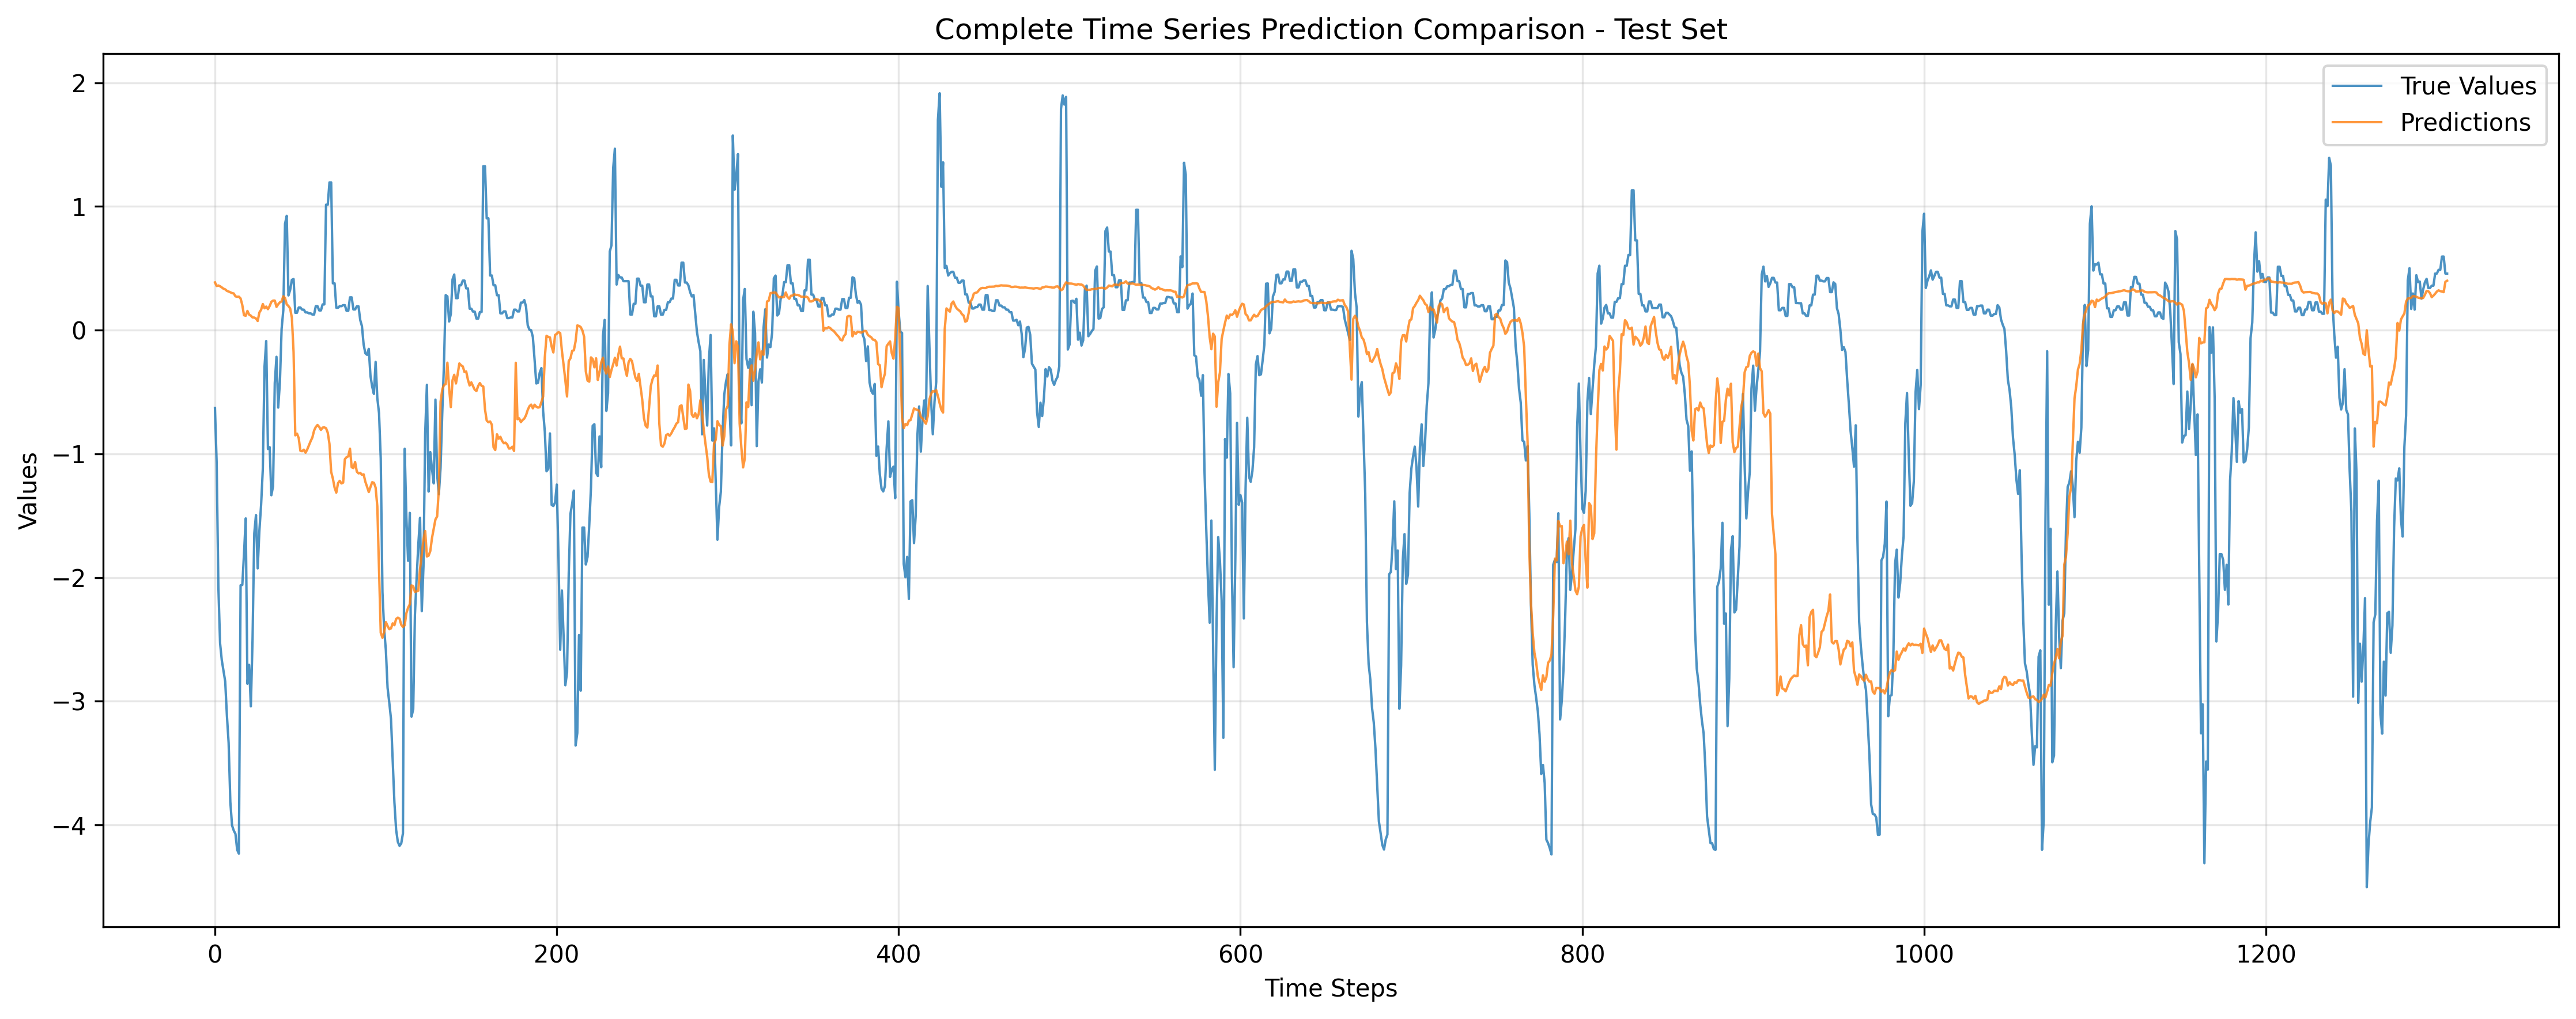 Complete Time Series Prediction Comparison - Test Set
True Values
Predictions
Values
2
1
0
−1
−2
−3
−4
0
200
400
600
800
1000
1200
Time Steps